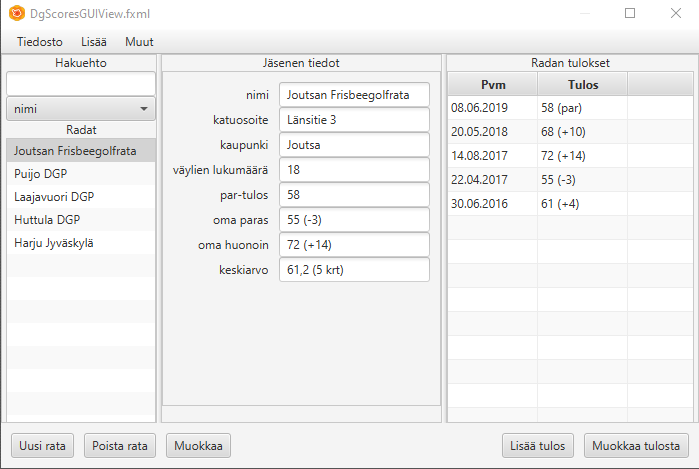 DgScoresGUIView.fxml
Tiedosto Lisää Muut
Hakuehto
nimi
Radat
Joutsan Frisbeegolfrata
Puijo DGP
Laajavuori DGP
Huttula DGP
Harju Jyväskylä
Jäsenen tiedot
nimi Joutsan Frisbeegolfrata
katuosoite Länsitie 3
kaupunki Joutsa
väylien lukumäärä 18
par-tulos 58
oma paras 55 (-3)
oma huonoin 72 (+14)
keskiarvo 61,2 (5 krt)
Radan tulokset
Pvm Tulos
08.06.2019 58 (par)
20.05.2018 68 (+10)
14.08.2017 72 (+14)
22.04.2017 55 (-3)
30.06.2016 61 (+4)
Uusi rata Poista rata Muokkaa Lisää tulos Muokkaa tulosta